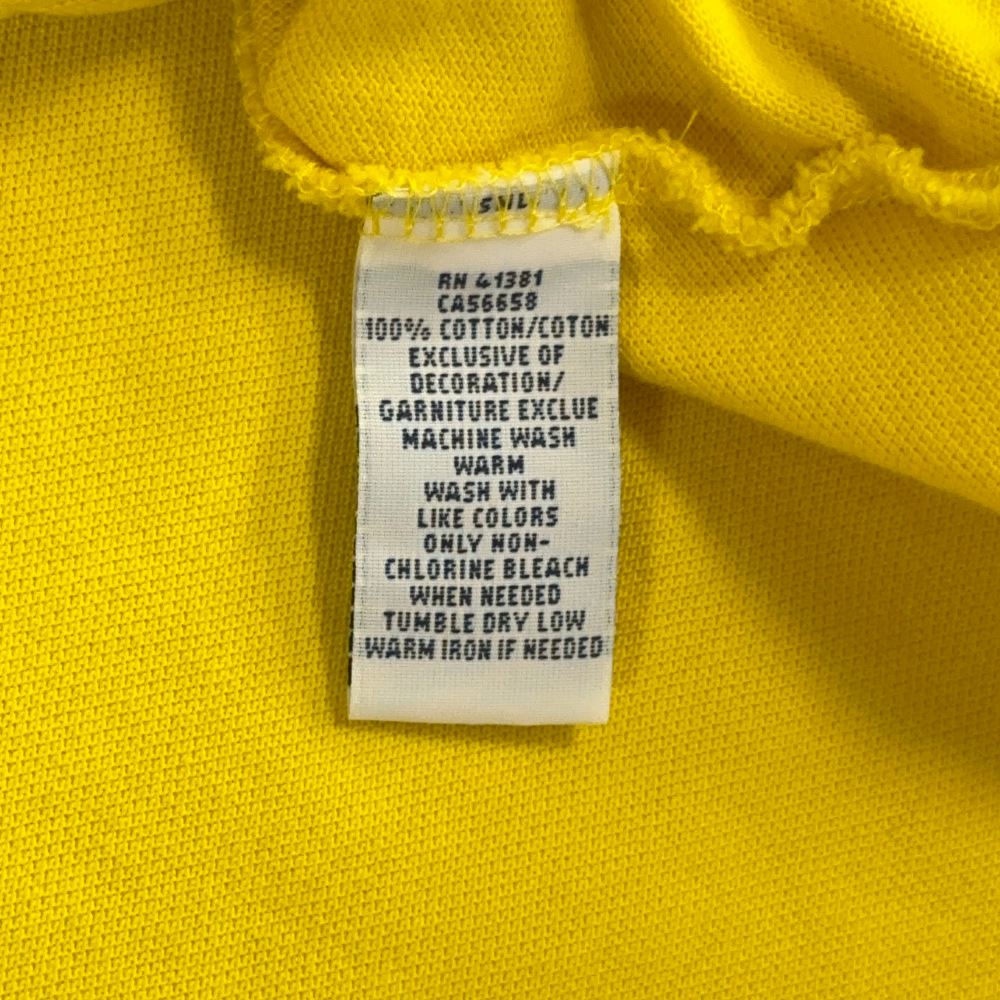 RN 41381
CA56658
100% COTTON/COTON
EXCLUSIVE OF
DECORATION/
GARNITURE EXCLUE
MACHINE WASH
WARM
WASH WITH
LIKE COLORS
ONLY NON-
CHLORINE BLEACH
WHEN NEEDED
TUMBLE DRY LOW
WARM IRON IF NEEDED